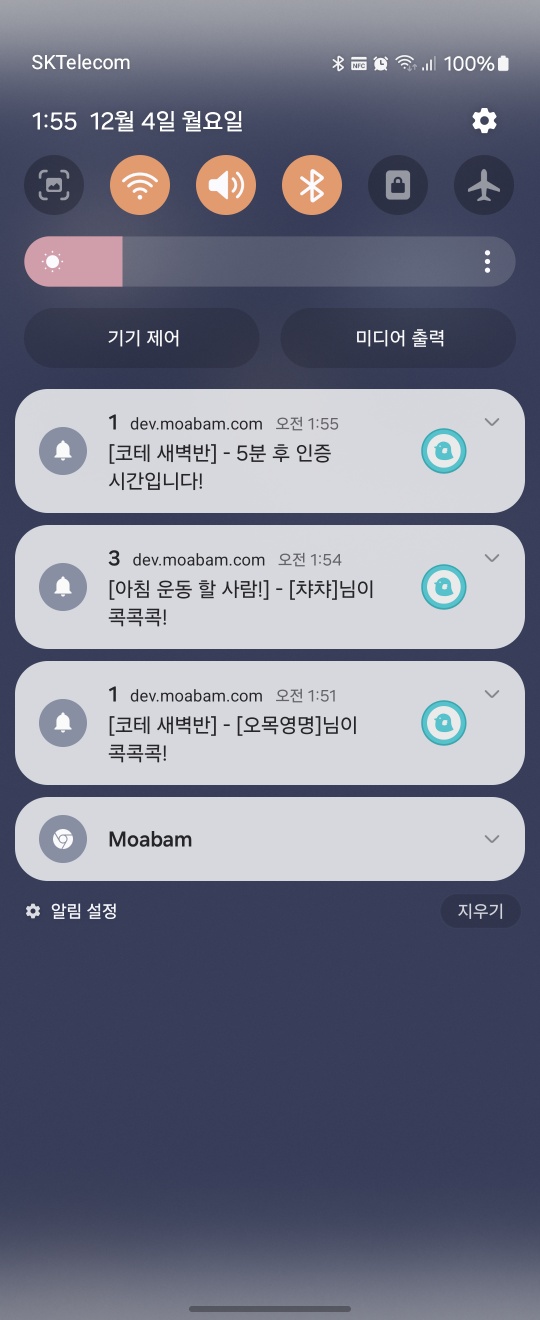 SKTelecom
NFC
100%
1:55 12월 4일 월요일
기기 제어
미디어 출력
1 dev.moabam.com 오전 1:55
[코테 새벽반] - 5분 후 인증
시간입니다!
3 dev.moabam.com 오전 1:54
[아침 운동 할 사람!] - [챠챠]님이
콕콕콕!
1 dev.moabam.com 오전 1:51
[코테 새벽반] - [오목영명]님이
콕콕콕!
Moabam
알림 설정
지우기